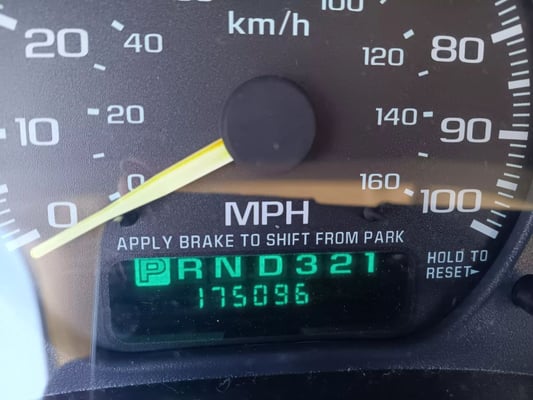 km/h
100
20
40
120
80
20
140
10
90
0
160
0
MPH
100
APPLY BRAKE TO SHIFT FROM PARK
PRND321
HOLD TO
RESET
175096